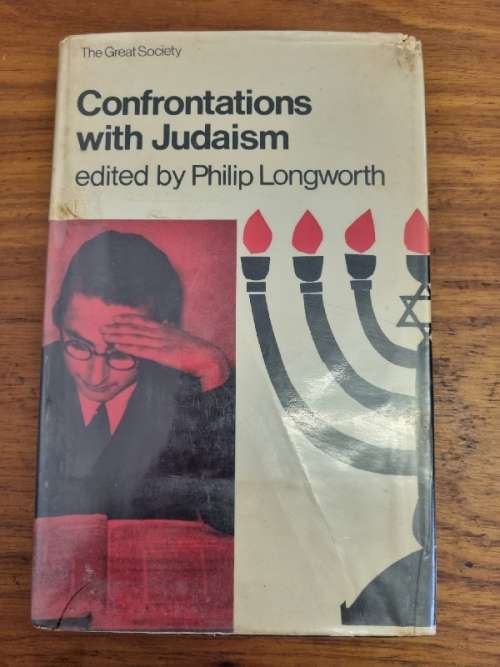 The Great Society
Confrontations
with Judaism
edited by Philip Longworth